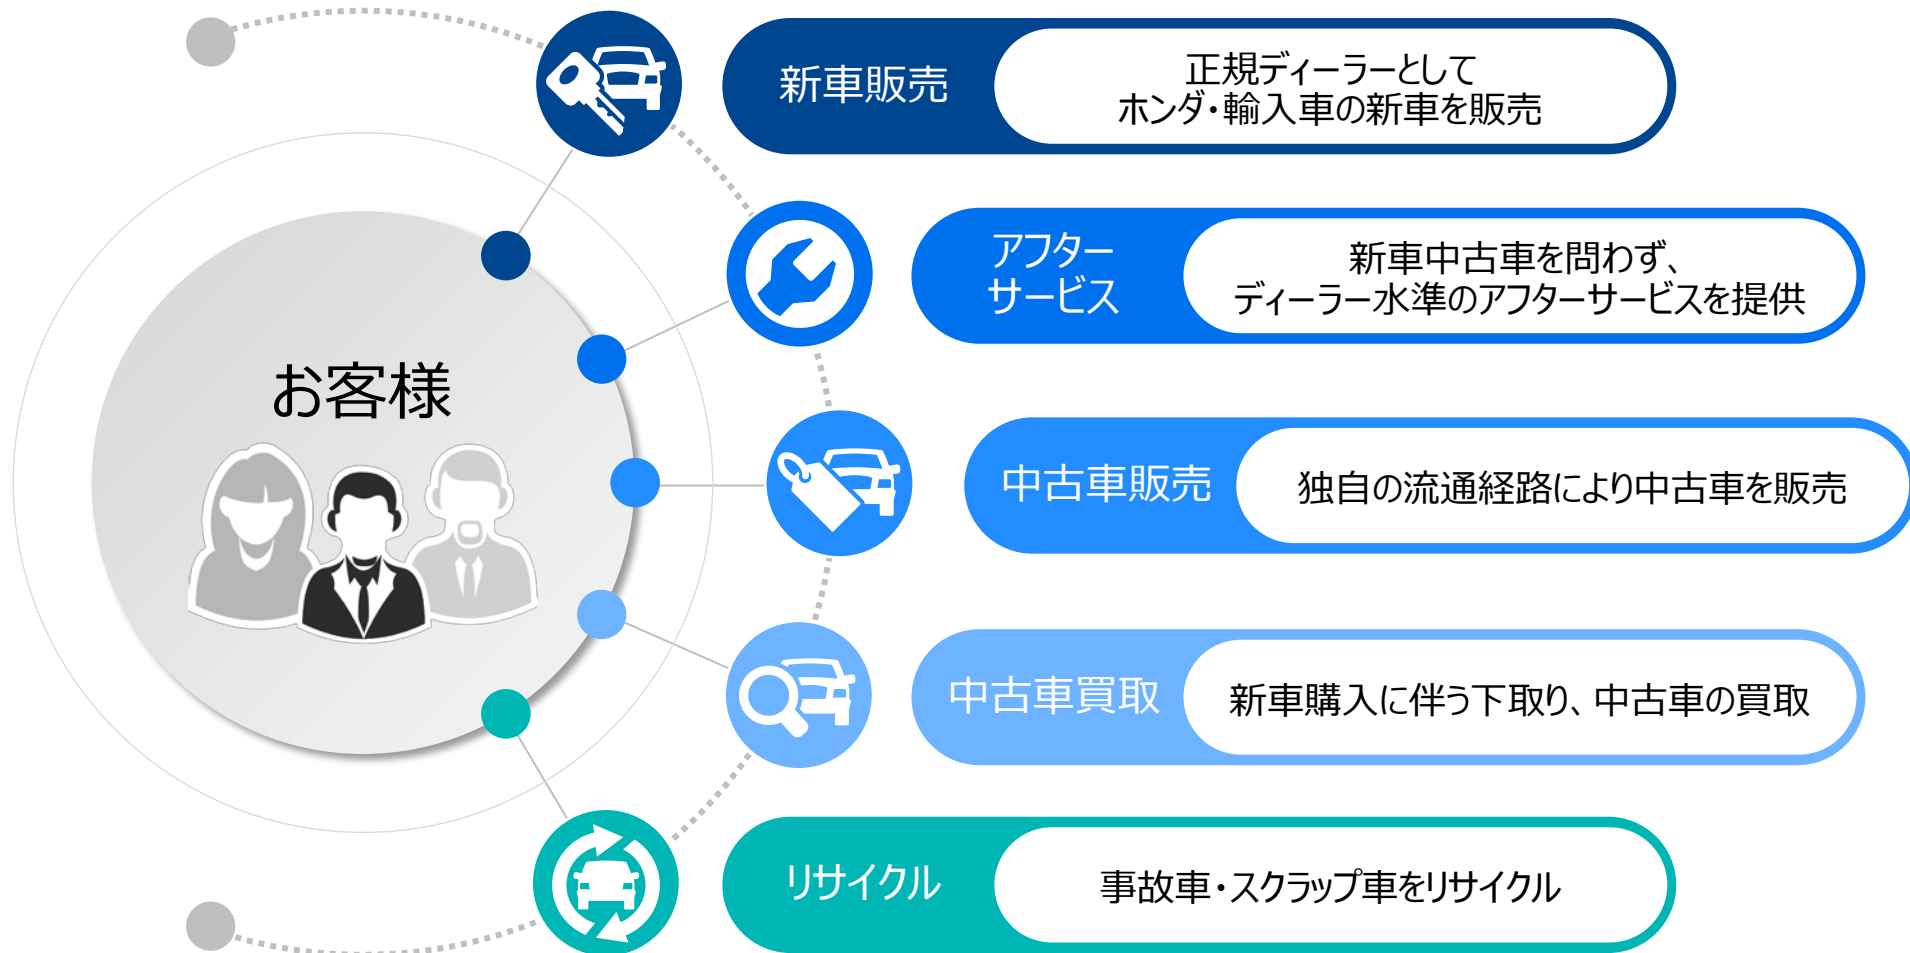 お客様
新車販売
正規ディーラーとして
ホンダ・輸入車の新車を販売
アフター
サービス
新車中古車を問わず、
ディーラー水準のアフターサービスを提供
中古車販売
独自の流通経路により中古車を販売
中古車買取
新車購入に伴う下取り、中古車の買取
リサイクル
事故車・スクラップ車をリサイクル